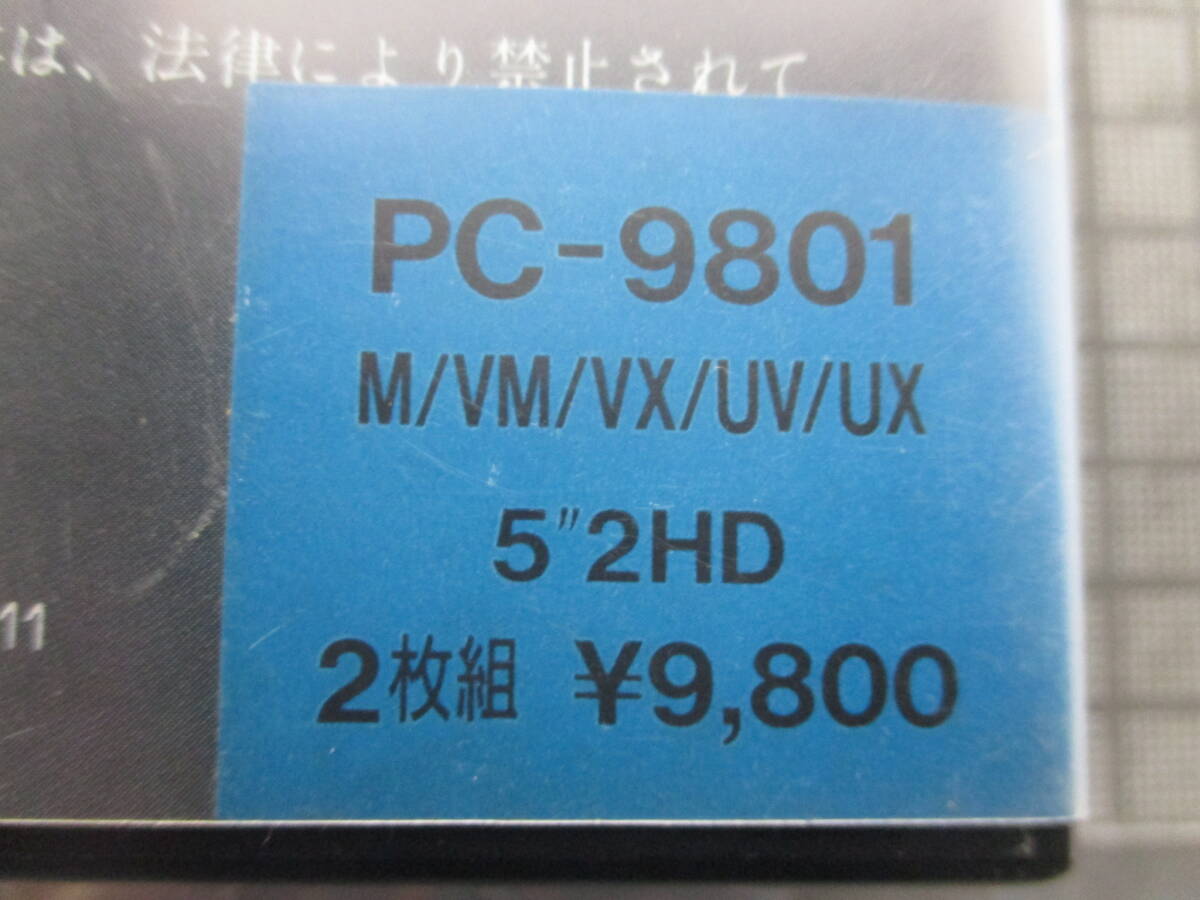 は、法律により禁止されて
PC-9801
M/VM/VX/UV/UX
5"2HD
11
2枚組 ¥9,800